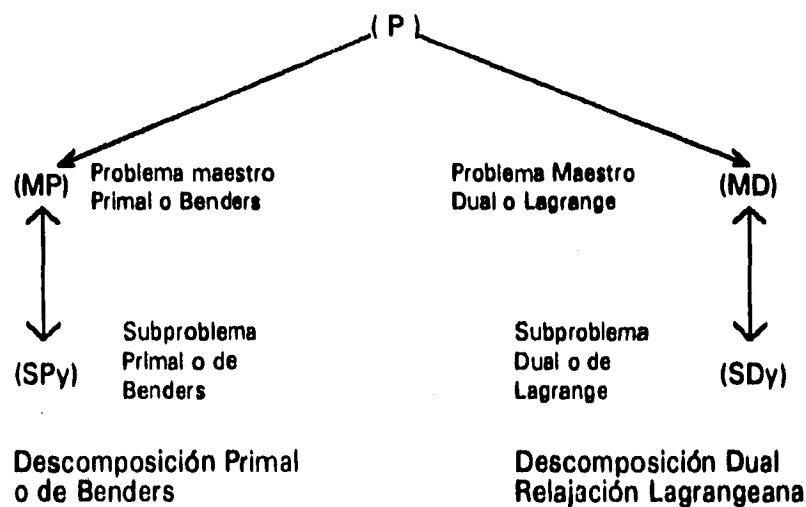 ( P )
(MP)
Problema maestro
Primal o Benders
Problema Maestro
Dual o Lagrange
(MD)
(SPy)
Subproblema
Primal o de
Benders
Subproblema
Dual o de
Lagrange
(SDy)
Descomposición Primal
o de Benders
Descomposición Dual
Relajación Lagrangeana